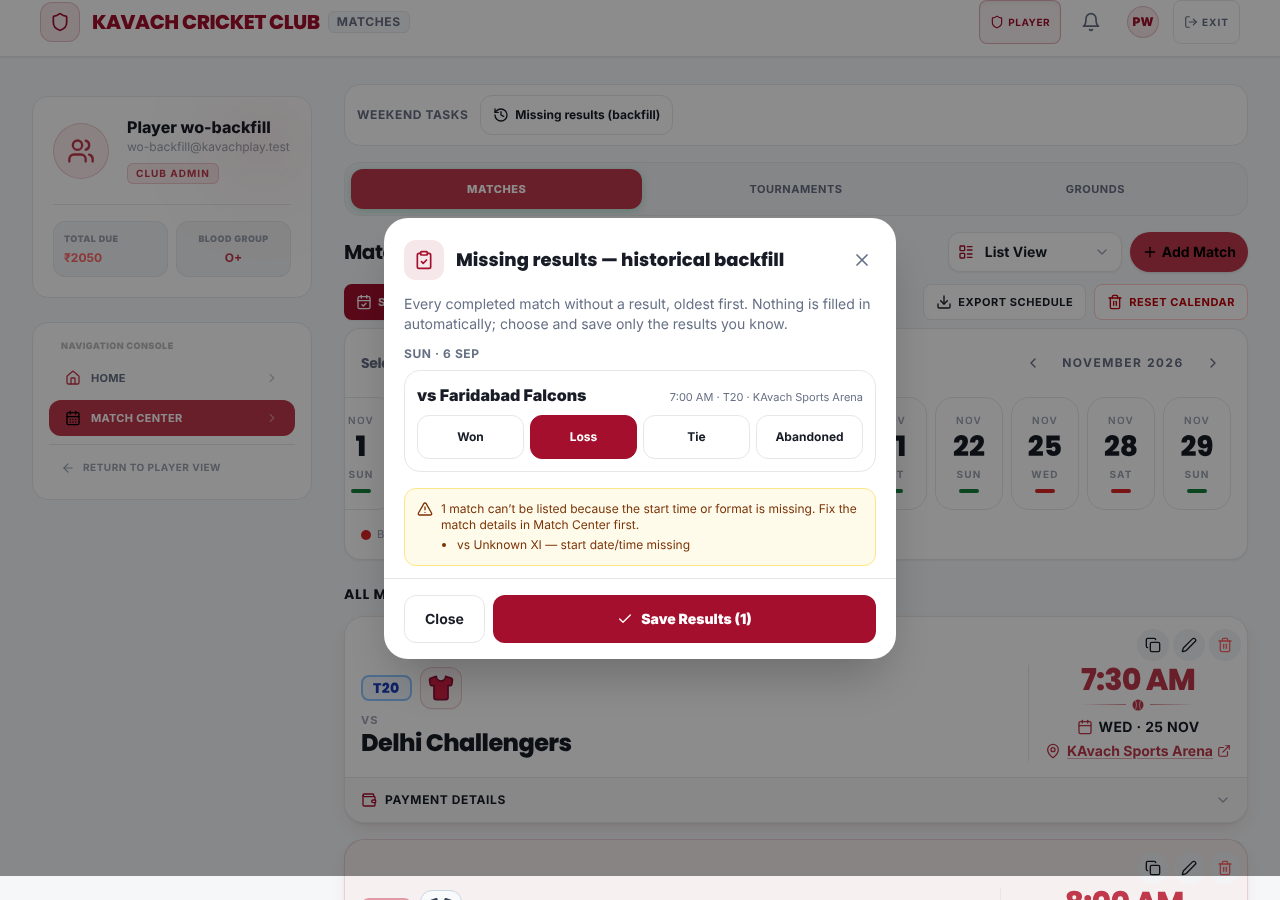 KAVACH CRICKET CLUB MATCHES PLAYER PW EXIT
Player wo-backfill
wo-backfill@kavachplay.test
CLUB ADMIN
TOTAL DUE
₹2050
BLOOD GROUP
O+
NAVIGATION CONSOLE
HOME
MATCH CENTER
RETURN TO PLAYER VIEW
WEEKEND TASKS Missing results (backfill)
MATCHES TOURNAMENTS GROUNDS
List View
+ Add Match
EXPORT SCHEDULE
RESET CALENDAR
NOVEMBER 2026
NOV
1
SUN
NOV
22
SUN
NOV
25
WED
NOV
28
SAT
NOV
29
SUN
Missing results — historical backfill
Every completed match without a result, oldest first. Nothing is filled in
automatically; choose and save only the results you know.
SUN · 6 SEP
vs Faridabad Falcons 7:00 AM · T20 · KAvach Sports Arena
Won Loss Tie Abandoned
1 match can’t be listed because the start time or format is missing. Fix the
match details in Match Center first.
• vs Unknown XI — start date/time missing
Close Save Results (1)
T20
VS
Delhi Challengers
7:30 AM
WED · 25 NOV
KAvach Sports Arena
PAYMENT DETAILS